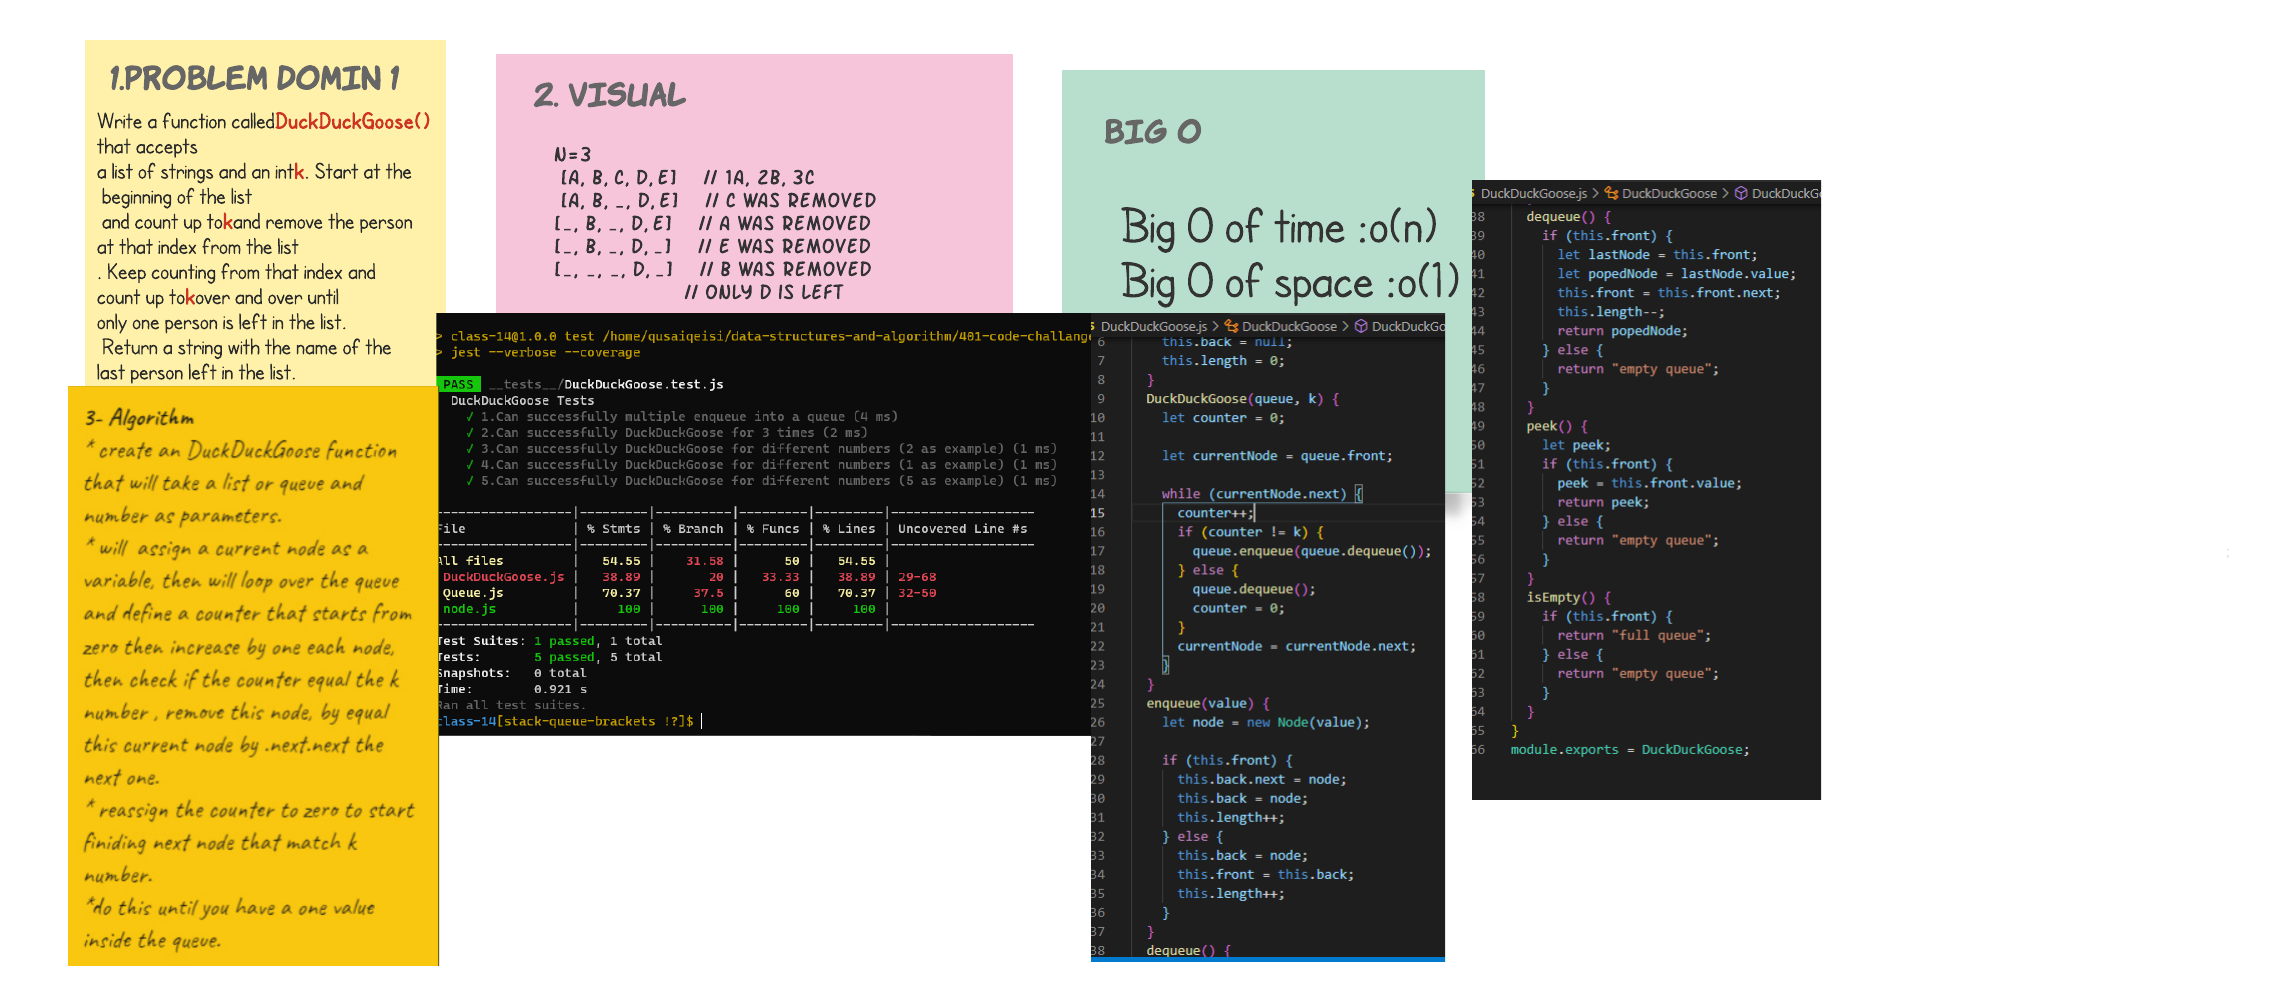 1.PROBLEM DOMIN 1
Write a function calledDuckDuckGoose()
that accepts
a list of strings and an intk. Start at the
beginning of the list
and count up tokand remove the person
at that index from the list
. Keep counting from that index and
count up tokover and over until
only one person is left in the list.
Return a string with the name of the
last person left in the list.
2. VISUAL
N=3
[A, B, C, D, E] // 1A, 2B, 3C
[A, B, _, D, E] // C WAS REMOVED
[_, B, _, D, E] // A WAS REMOVED
[_, B, _, D, _] // E WAS REMOVED
[_, _, _, D, _] // B WAS REMOVED
// ONLY D IS LEFT
BIG O
Big O of time :o(n)
Big O of space :o(1)
3- Algorithm
* create an DuckDuckGoose function
that will take a list or queue and
number as parameters.
* will assign a current node as a
variable, then will loop over the queue
and define a counter that starts from
zero then increase by one each node,
then check if the counter equal the k
number , remove this node, by equal
this current node by .next.next the
next one.
* reassign the counter to zero to start
finiding next node that match k
number.
*do this until you have a one value
inside the queue.
> class-14@1.0.0 test /home/qusaiqeisi/data-structures-and-algorithm/401-code-challange
> jest --verbose --coverage
PASS __tests__/DuckDuckGoose.test.js
DuckDuckGoose Tests
✓ 1.Can successfully multiple enqueue into a queue (4 ms)
✓ 2.Can successfully DuckDuckGoose for 3 times (2 ms)
✓ 3.Can successfully DuckDuckGoose for different numbers (2 as example) (1 ms)
✓ 4.Can successfully DuckDuckGoose for different numbers (1 as example) (1 ms)
✓ 5.Can successfully DuckDuckGoose for different numbers (5 as example) (1 ms)
File | % Stmts | % Branch | % Funcs | % Lines | Uncovered Line #s
All files | 54.55 | 31.58 | 50 | 54.55 |
DuckDuckGoose.js | 38.89 | 20 | 33.33 | 38.89 | 29-68
Queue.js | 70.37 | 37.5 | 60 | 70.37 | 32-50
node.js | 100 | 100 | 100 | 100 |
Test Suites: 1 passed, 1 total
Tests: 5 passed, 5 total
Snapshots: 0 total
Time: 0.921 s
Ran all test suites.
class-14[stack-queue-brackets !?]$
DuckDuckGoose.js > DuckDuckGoose > DuckDuckGo
6 this.back = null;
7 this.length = 0;
8 }
9 DuckDuckGoose(queue, k) {
10 let counter = 0;
11
12 let currentNode = queue.front;
13
14 while (currentNode.next) {
15 counter++;
16 if (counter != k) {
17 queue.enqueue(queue.dequeue());
18 } else {
19 queue.dequeue();
20 counter = 0;
21 }
22 currentNode = currentNode.next;
23 }
24 }
25 enqueue(value) {
26 let node = new Node(value);
27
28 if (this.front) {
29 this.back.next = node;
30 this.back = node;
31 this.length++;
32 } else {
33 this.back = node;
34 this.front = this.back;
35 this.length++;
36 }
37 }
38 dequeue() {
DuckDuckGoose.js > DuckDuckGoose > DuckDuckG
38 dequeue() {
39 if (this.front) {
40 let lastNode = this.front;
41 let popedNode = lastNode.value;
42 this.front = this.front.next;
43 this.length--;
44 return popedNode;
45 } else {
46 return "empty queue";
47 }
48 }
49 peek() {
50 let peek;
51 if (this.front) {
52 peek = this.front.value;
53 return peek;
54 } else {
55 return "empty queue";
56 }
57 }
58 isEmpty() {
59 if (this.front) {
60 return "full queue";
61 } else {
62 return "empty queue";
63 }
64 }
65 }
66 module.exports = DuckDuckGoose;